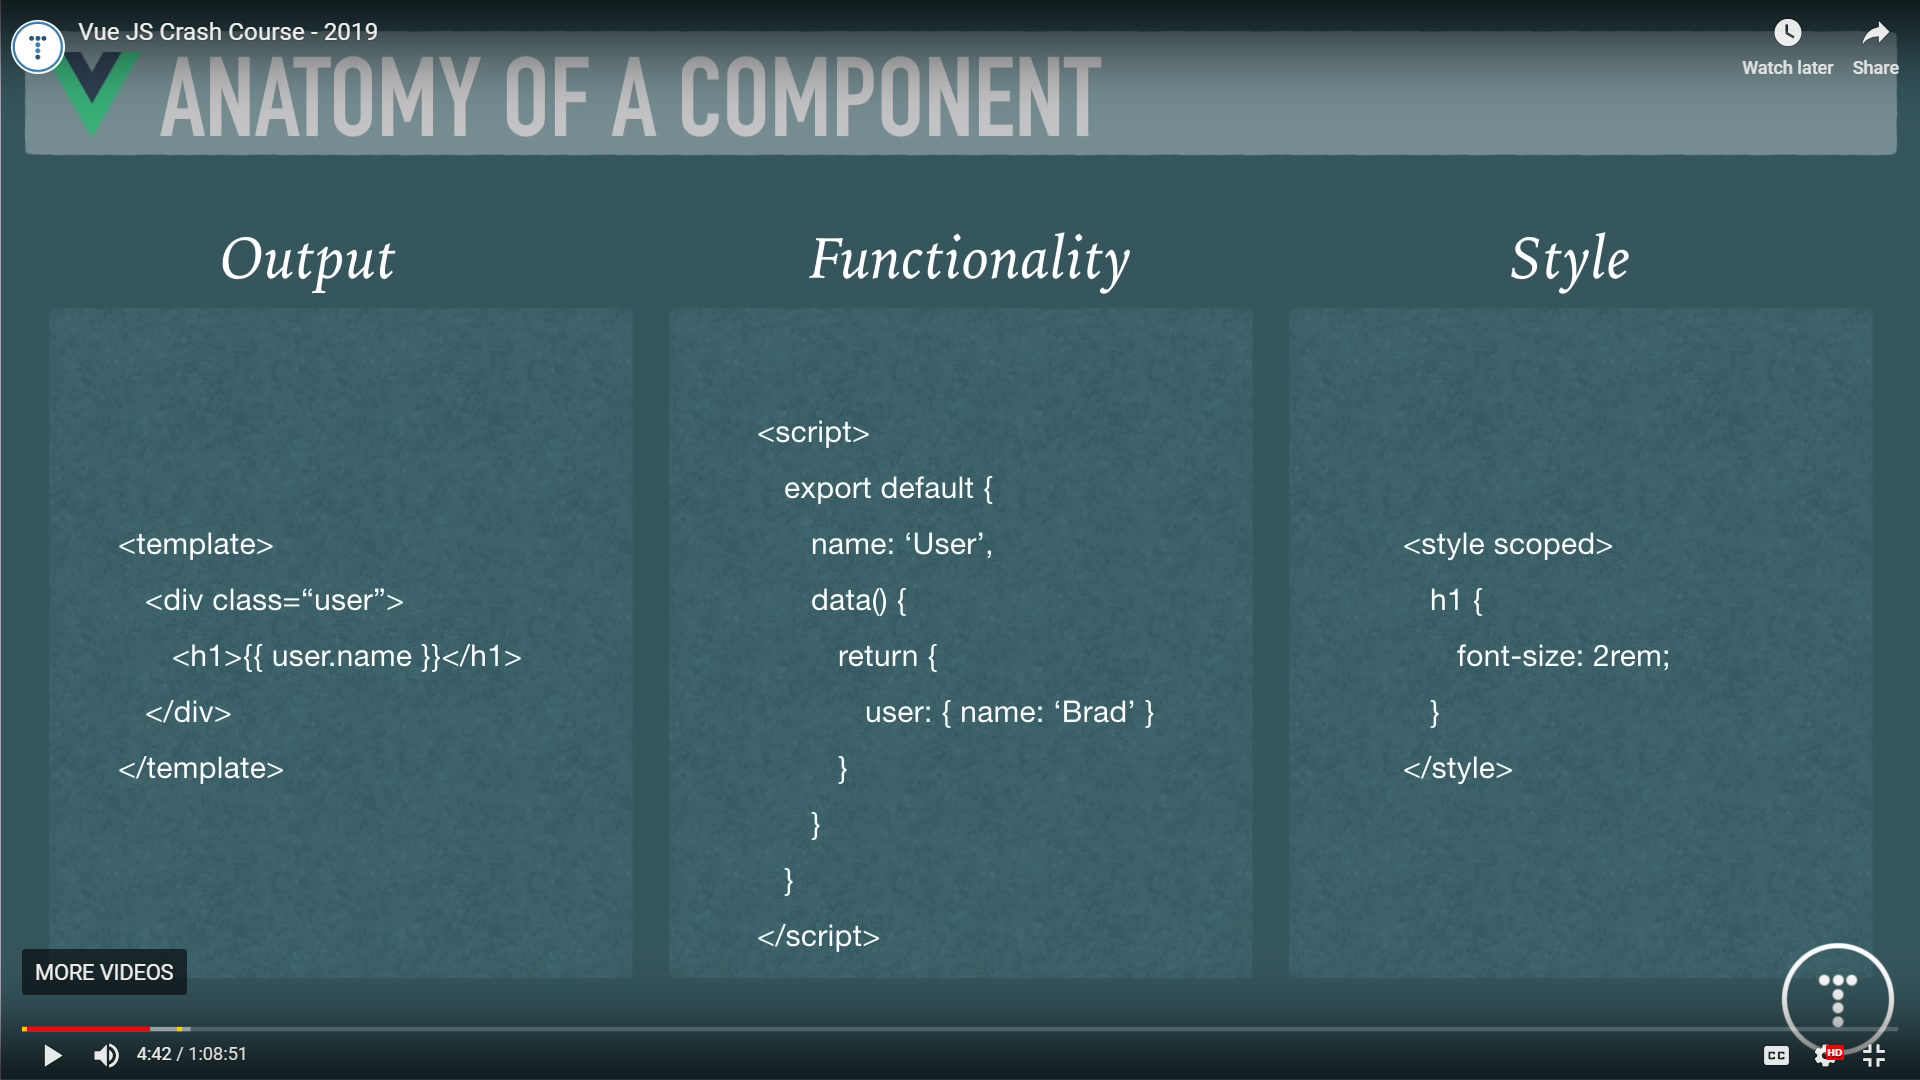 Vue JS Crash Course - 2019
Watch later
Share
ANATOMY OF A COMPONENT
Output
<template>
<div class=“user”>
<h1>{{ user.name }}</h1>
</div>
</template>
Functionality
<script>
export default {
name: ‘User’,
data() {
return {
user: { name: ‘Brad’ }
}
}
}
</script>
Style
<style scoped>
h1 {
font-size: 2rem;
}
</style>
MORE VIDEOS
4:42 / 1:08:51
CC
HD